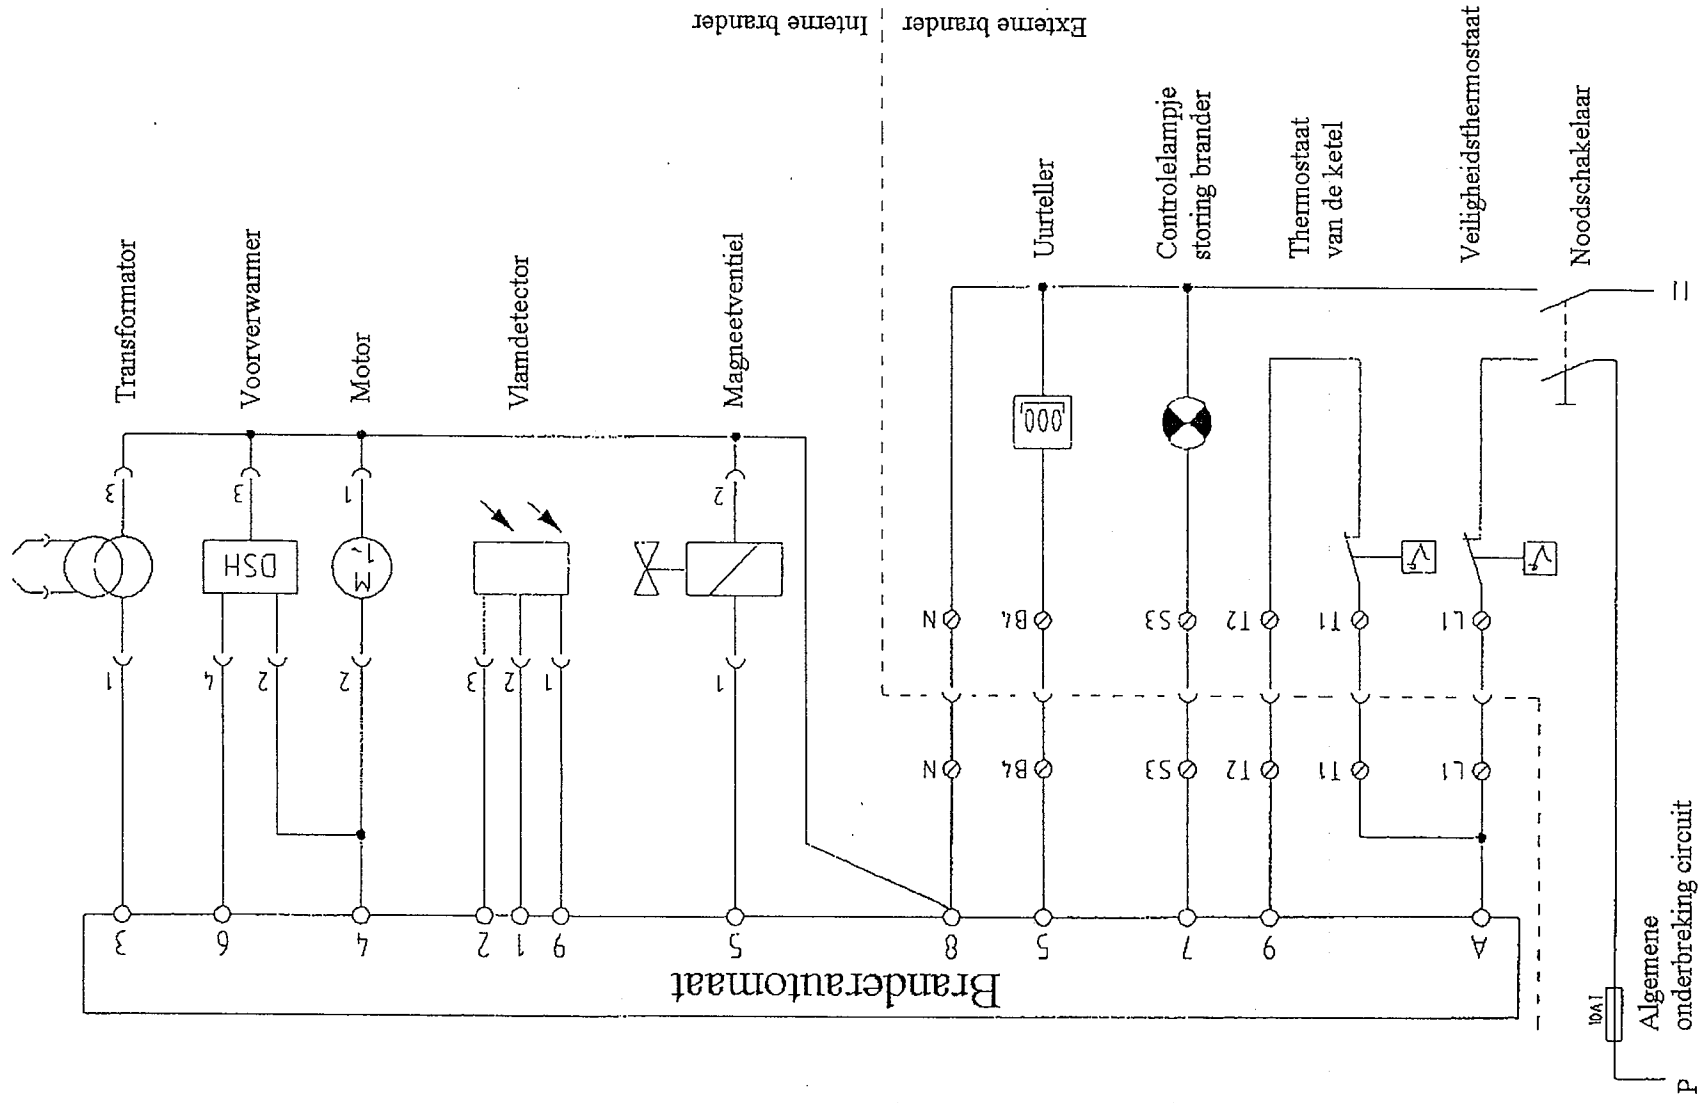 Interne brander
Externe brander
Transformator
Voorverwarmer
Motor
Vlamdetector
Magneetventiel
Uurteller
Controlelampje
storing brander
Thermostaat
van de ketel
Veiligheidsthermostaat
Noodschakelaar
3
3
1
2
DSH
M
1~
000
1
4
2
2
3
2
1
1
N
B4
S3
T2
T1
L1
N
B4
S3
T2
T1
L1
3
6
4
2
1
9
5
8
5
7
9
A
Branderautomaat
10AT
Algemene
onderbreking circuit
P